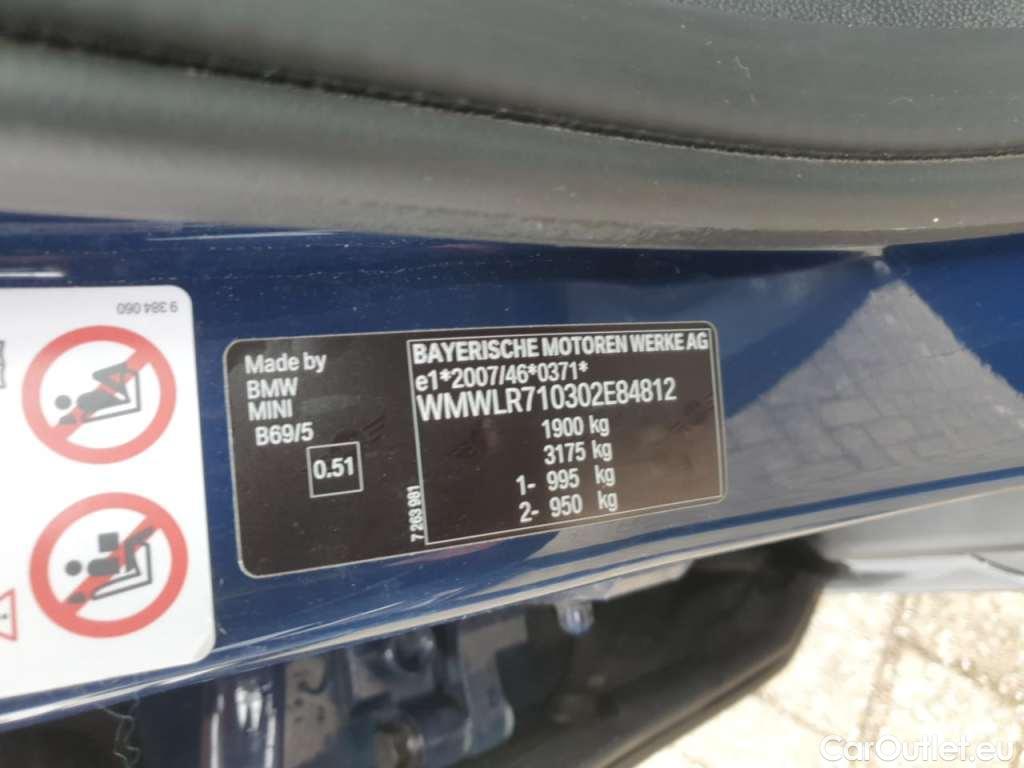 9 384 060
Made by
BMW
MINI
B69/5
0.51
7 263 981
BAYERISCHE MOTOREN WERKE AG
e1*2007/46*0371*
WMWLR710302E84812
1900 kg
3175 kg
1- 995 kg
2- 950 kg
CarOutlet.eu